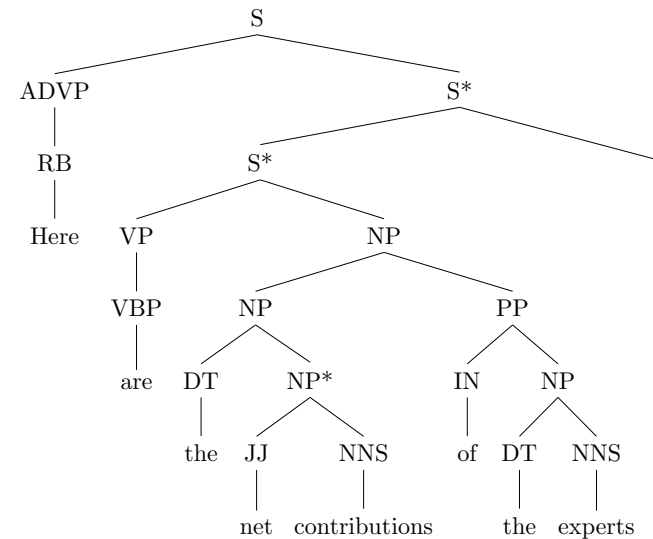 S
ADVP S*
RB S*
Here VP NP
VBP NP PP
are DT NP* IN NP
the JJ NNS of DT NNS
net contributions the experts